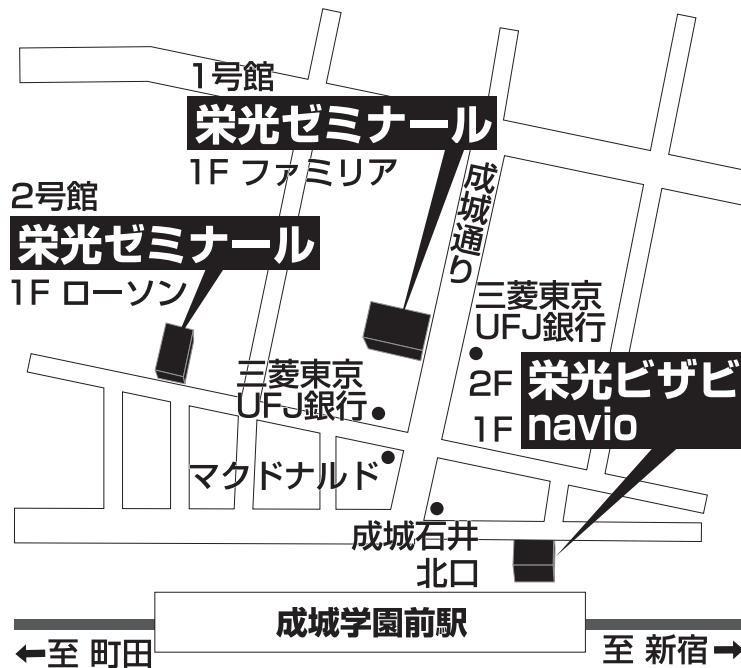 1号館
栄光ゼミナール
1F ファミリア
2号館
栄光ゼミナール
1F ローソン
成城通り
三菱東京
UFJ銀行
三菱東京
UFJ銀行
2F 栄光ビザビ
1F navio
マクドナルド
成城石井
北口
成城学園前駅
←至 町田
至 新宿→